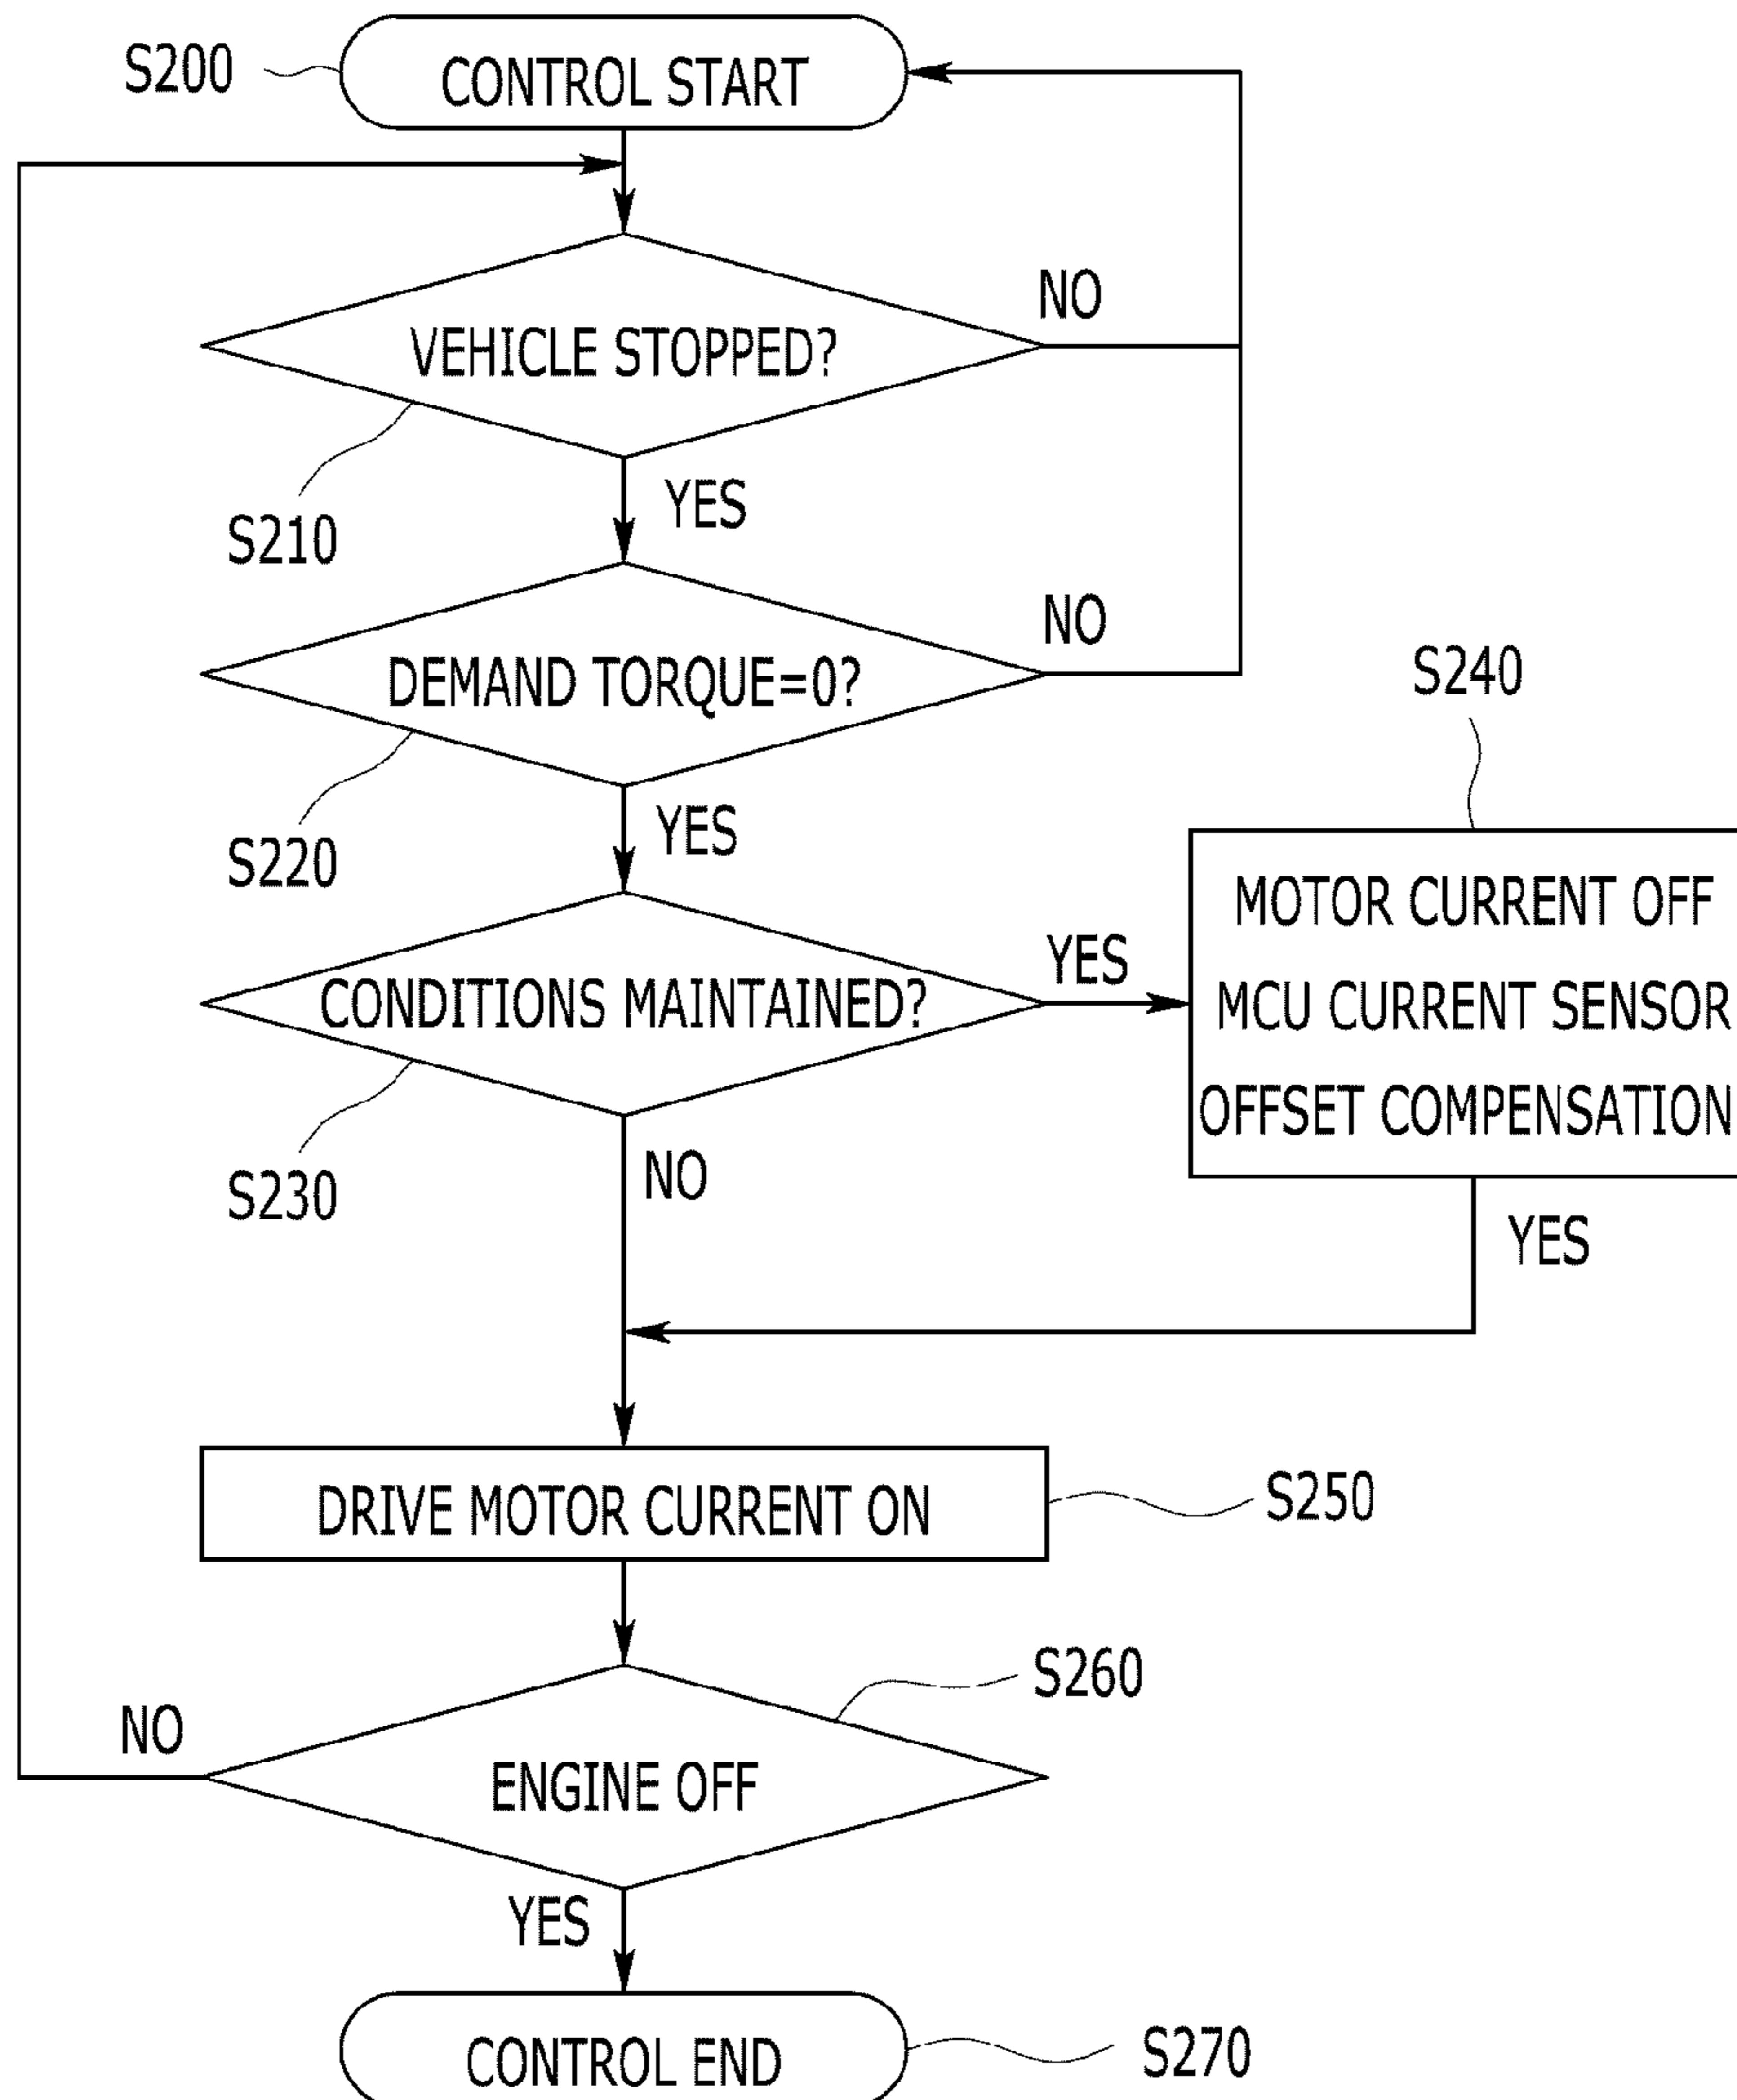 S200
CONTROL START
NO
VEHICLE STOPPED?
S210
YES
NO
DEMAND TORQUE=0?
S220
YES
S240
MOTOR CURRENT OFF
MCU CURRENT SENSOR
OFFSET COMPENSATION
YES
CONDITIONS MAINTAINED?
S230
NO
YES
DRIVE MOTOR CURRENT ON
S250
S260
NO
ENGINE OFF
YES
CONTROL END
S270